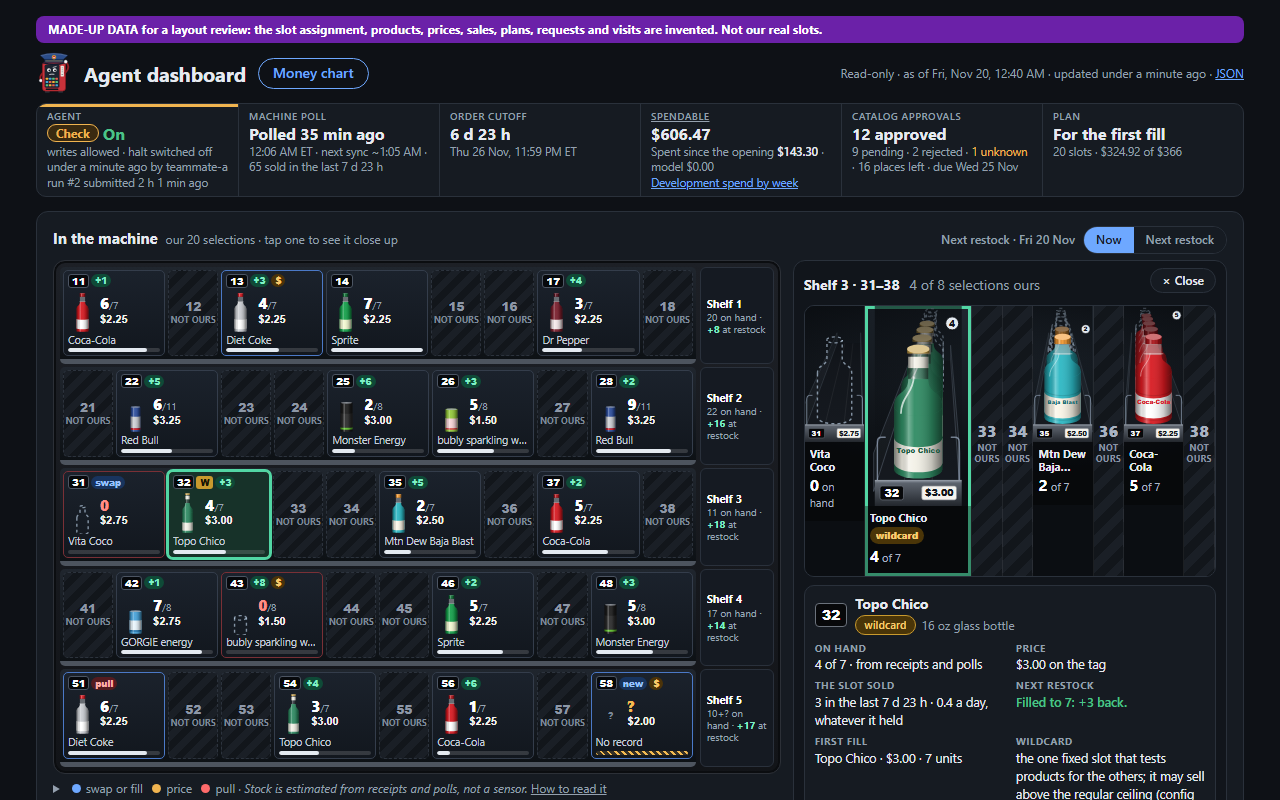 MADE-UP DATA for a layout review: the slot assignment, products, prices, sales, plans, requests and visits are invented. Not our real slots.
Agent dashboard
Money chart
Read-only · as of Fri, Nov 20, 12:40 AM · updated under a minute ago · JSON
AGENT
Check On
writes allowed · halt switched off
under a minute ago by teammate-a
run #2 submitted 2 h 1 min ago
MACHINE POLL
Polled 35 min ago
12:06 AM ET · next sync ~1:05 AM ·
65 sold in the last 7 d 23 h
ORDER CUTOFF
6 d 23 h
Thu 26 Nov, 11:59 PM ET
SPENDABLE
$606.47
Spent since the opening $143.30 ·
model $0.00
Development spend by week
CATALOG APPROVALS
12 approved
9 pending · 2 rejected · 1 unknown
· 16 places left · due Wed 25 Nov
PLAN
For the first fill
20 slots · $324.92 of $366
In the machine our 20 selections · tap one to see it close up
Next restock · Fri 20 Nov Now Next restock
11 +1
6/7
$2.25
Coca-Cola
12
NOT OURS
13 +3 $
4/7
$2.25
Diet Coke
14
7/7
$2.25
Sprite
15
NOT OURS
16
NOT OURS
17 +4
3/7
$2.25
Dr Pepper
18
NOT OURS
Shelf 1
20 on hand ·
+8 at restock
21
NOT OURS
22 +5
6/11
$3.25
Red Bull
23
NOT OURS
24
NOT OURS
25 +6
2/8
$3.00
Monster Energy
26 +3
5/8
$1.50
bubly sparkling w...
27
NOT OURS
28 +2
9/11
$3.25
Red Bull
Shelf 2
22 on hand ·
+16 at
restock
31 swap
0
$2.75
Vita Coco
32 W +3
4/7
$3.00
Topo Chico
33
NOT OURS
34
NOT OURS
35 +5
2/7
$2.50
Mtn Dew Baja Blast
36
NOT OURS
37 +2
5/7
$2.25
Coca-Cola
38
NOT OURS
Shelf 3
11 on hand ·
+18 at
restock
41
NOT OURS
42 +1
7/8
$2.75
GORGIE energy
43 +8 $
0/8
$1.50
bubly sparkling w...
44
NOT OURS
45
NOT OURS
46 +2
5/7
$2.25
Sprite
47
NOT OURS
48 +3
5/8
$3.00
Monster Energy
Shelf 4
17 on hand ·
+14 at
restock
51 pull
6/7
$2.25
Diet Coke
52
NOT OURS
53
NOT OURS
54 +4
3/7
$3.00
Topo Chico
55
NOT OURS
56 +6
1/7
$2.25
Coca-Cola
57
NOT OURS
58 new $
?
?
$2.00
No record
Shelf 5
10+? on
hand · +17 at
restock
▶ swap or fill price pull · Stock is estimated from receipts and polls, not a sensor. How to read it
Shelf 3 · 31–38 4 of 8 selections ours
× Close
31 $2.75
Vita
Coco
0 on
hand
4
Topo Chico
32 $3.00
Topo Chico
wildcard
4 of 7
33
NOT
OURS
34
NOT
OURS
2
Baja Blast
35 $2.50
Mtn Dew
Baja...
2 of 7
36
NOT
OURS
5
Coca-Cola
37 $2.25
Coca-
Cola
5 of 7
38
NOT
OURS
32
Topo Chico
wildcard 16 oz glass bottle
ON HAND
4 of 7 · from receipts and polls
PRICE
$3.00 on the tag
THE SLOT SOLD
3 in the last 7 d 23 h · 0.4 a day,
whatever it held
NEXT RESTOCK
Filled to 7: +3 back.
FIRST FILL
Topo Chico · $3.00 · 7 units
WILDCARD
the one fixed slot that tests
products for the others; it may sell
above the regular ceiling (config